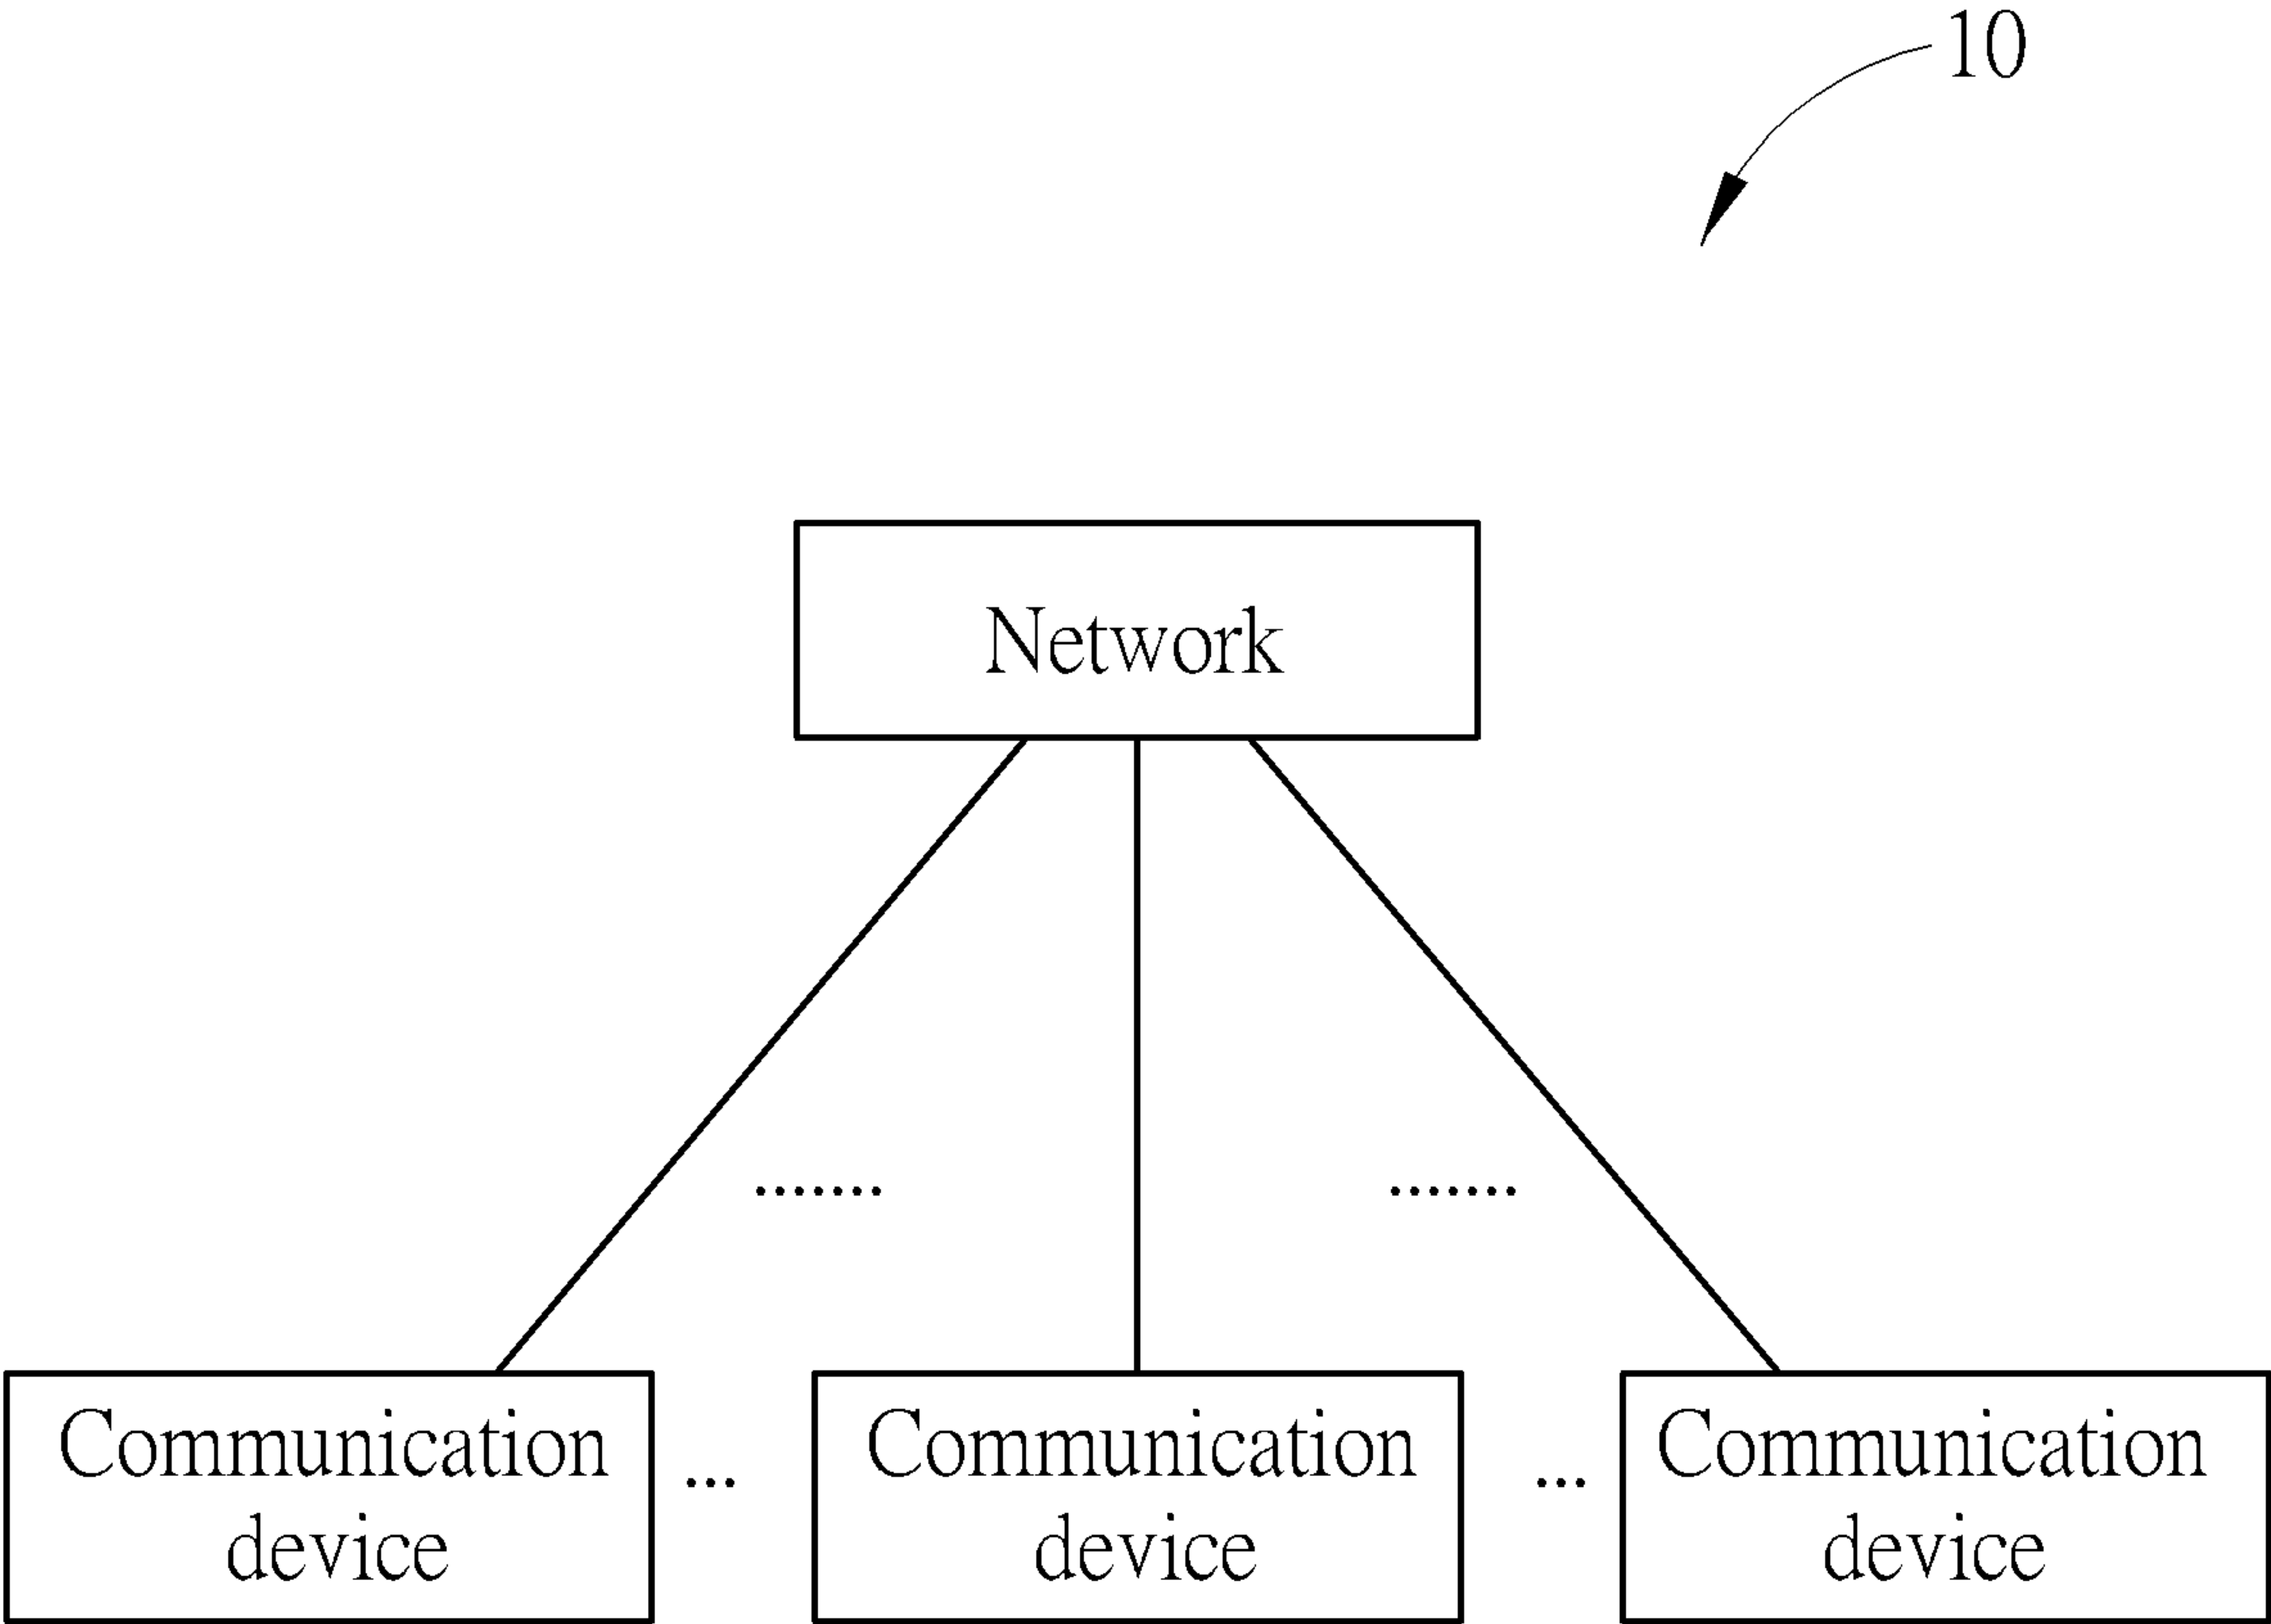 10
Network
.......
.......
Communication
device
...
Communication
device
...
Communication
device